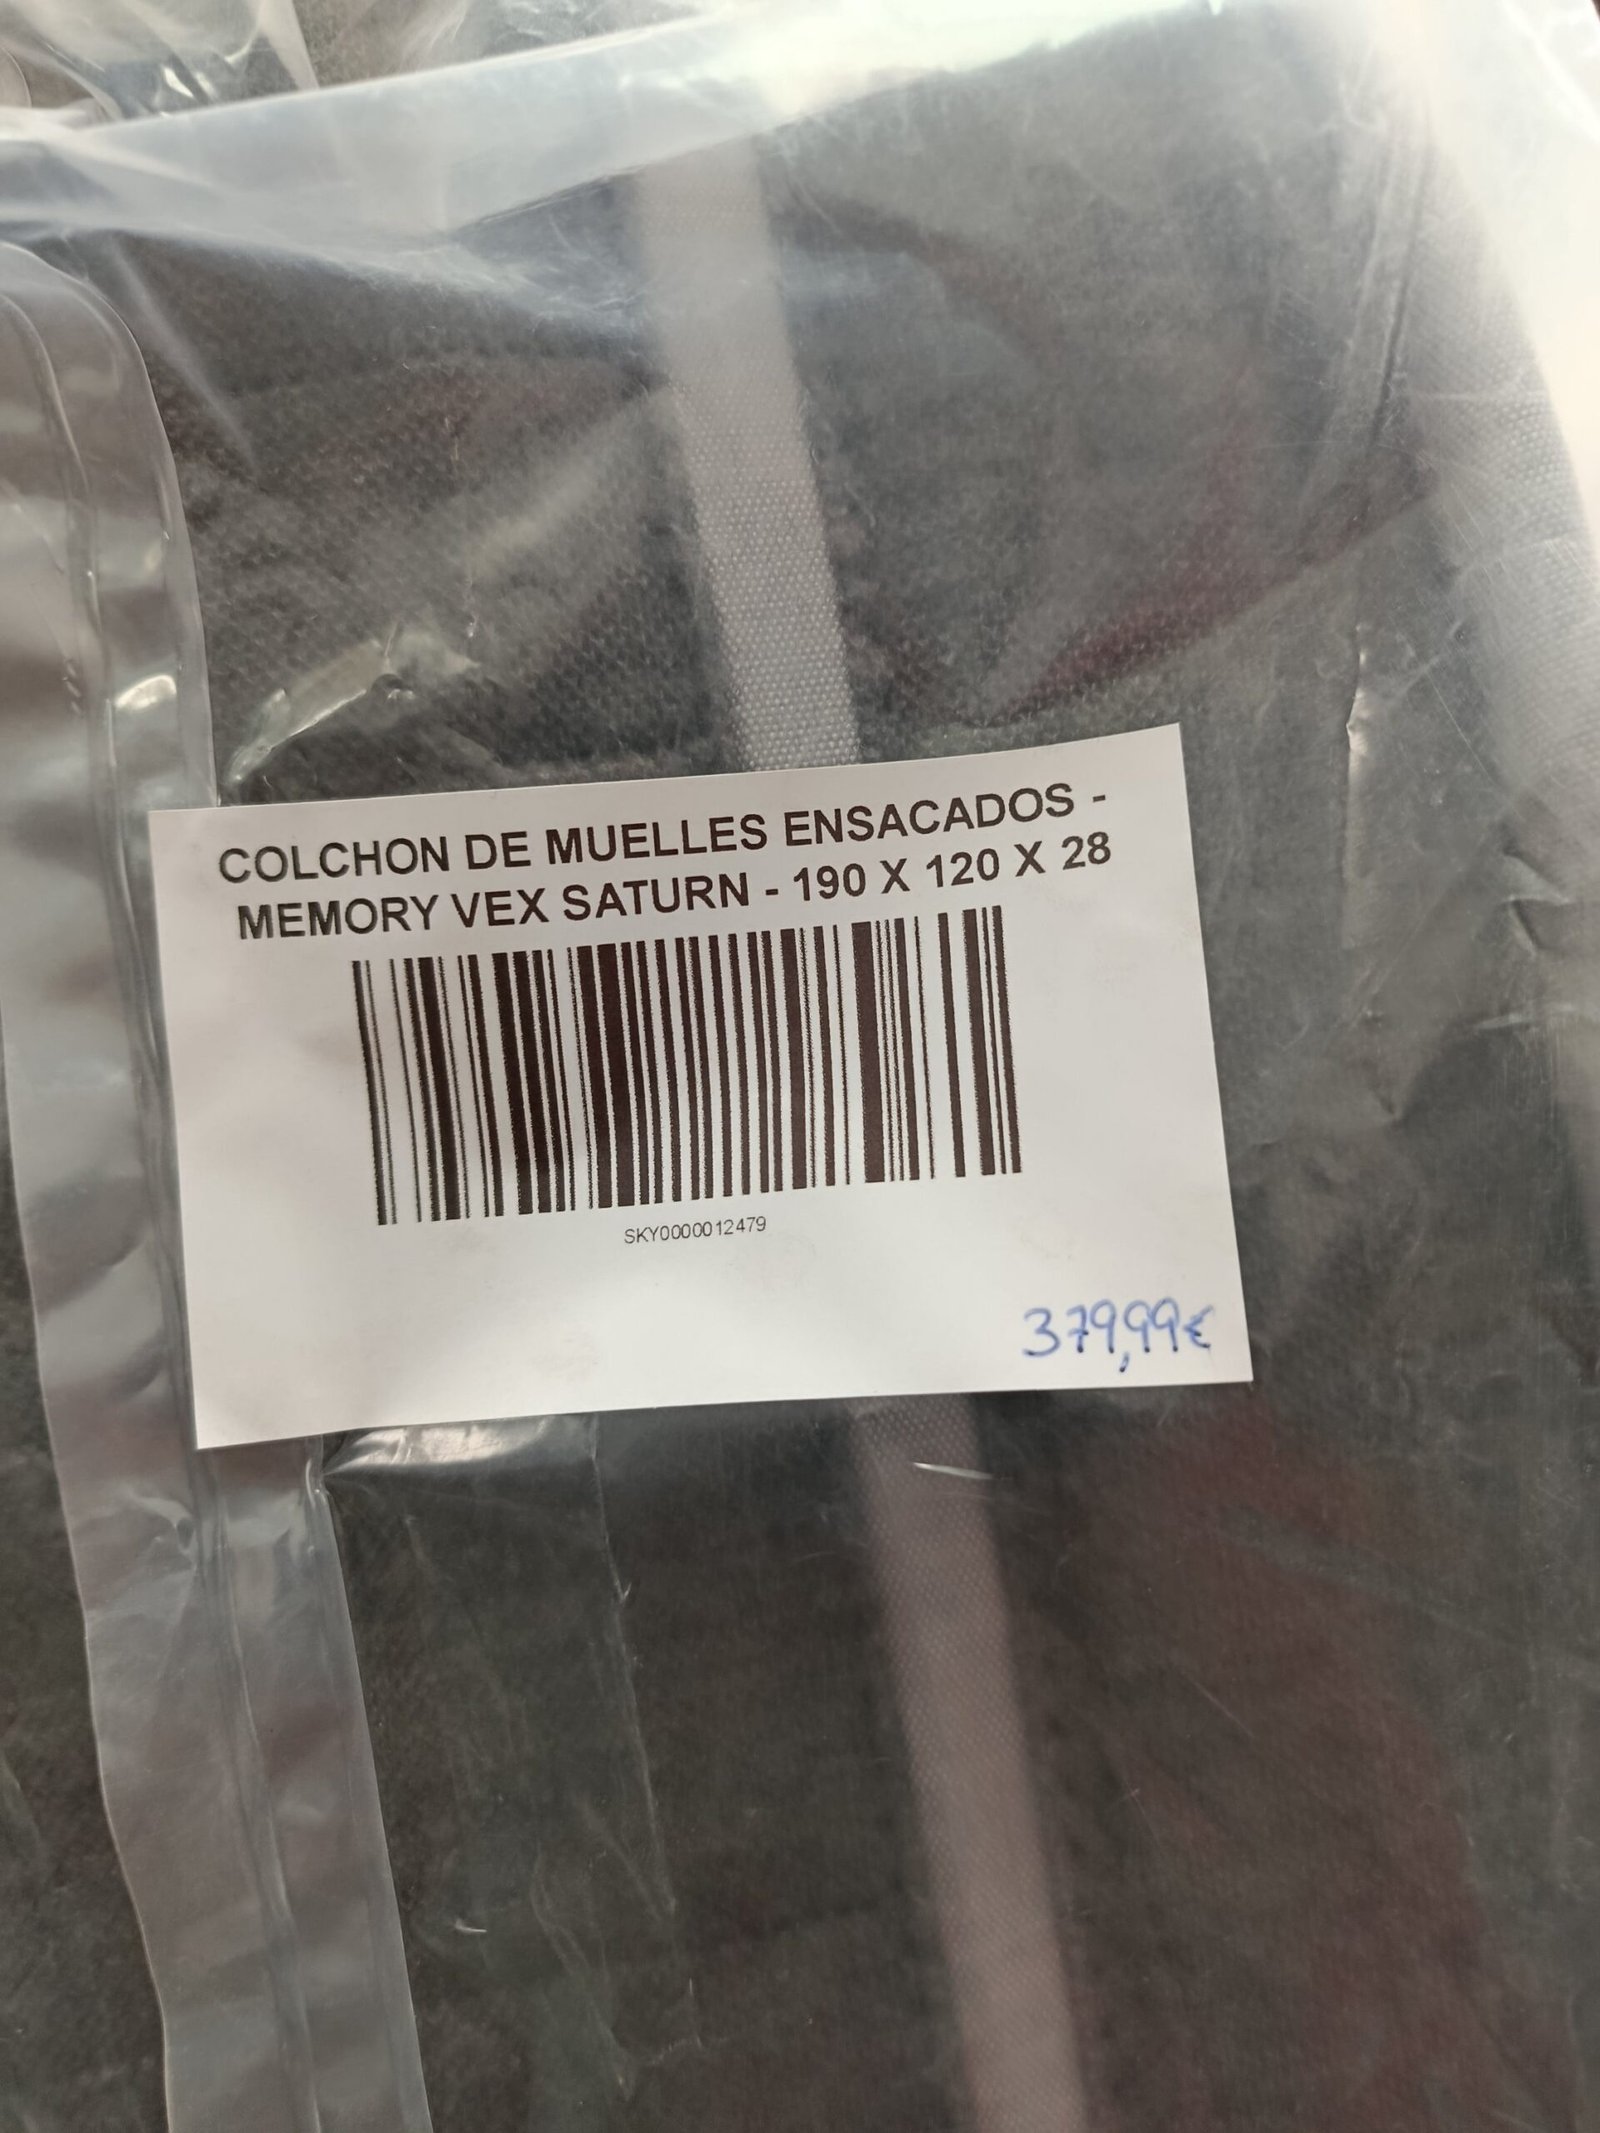 COLCHON DE MUELLES ENSACADOS -
MEMORY VEX SATURN - 190 X 120 X 28
SKY0000012479
379,99€